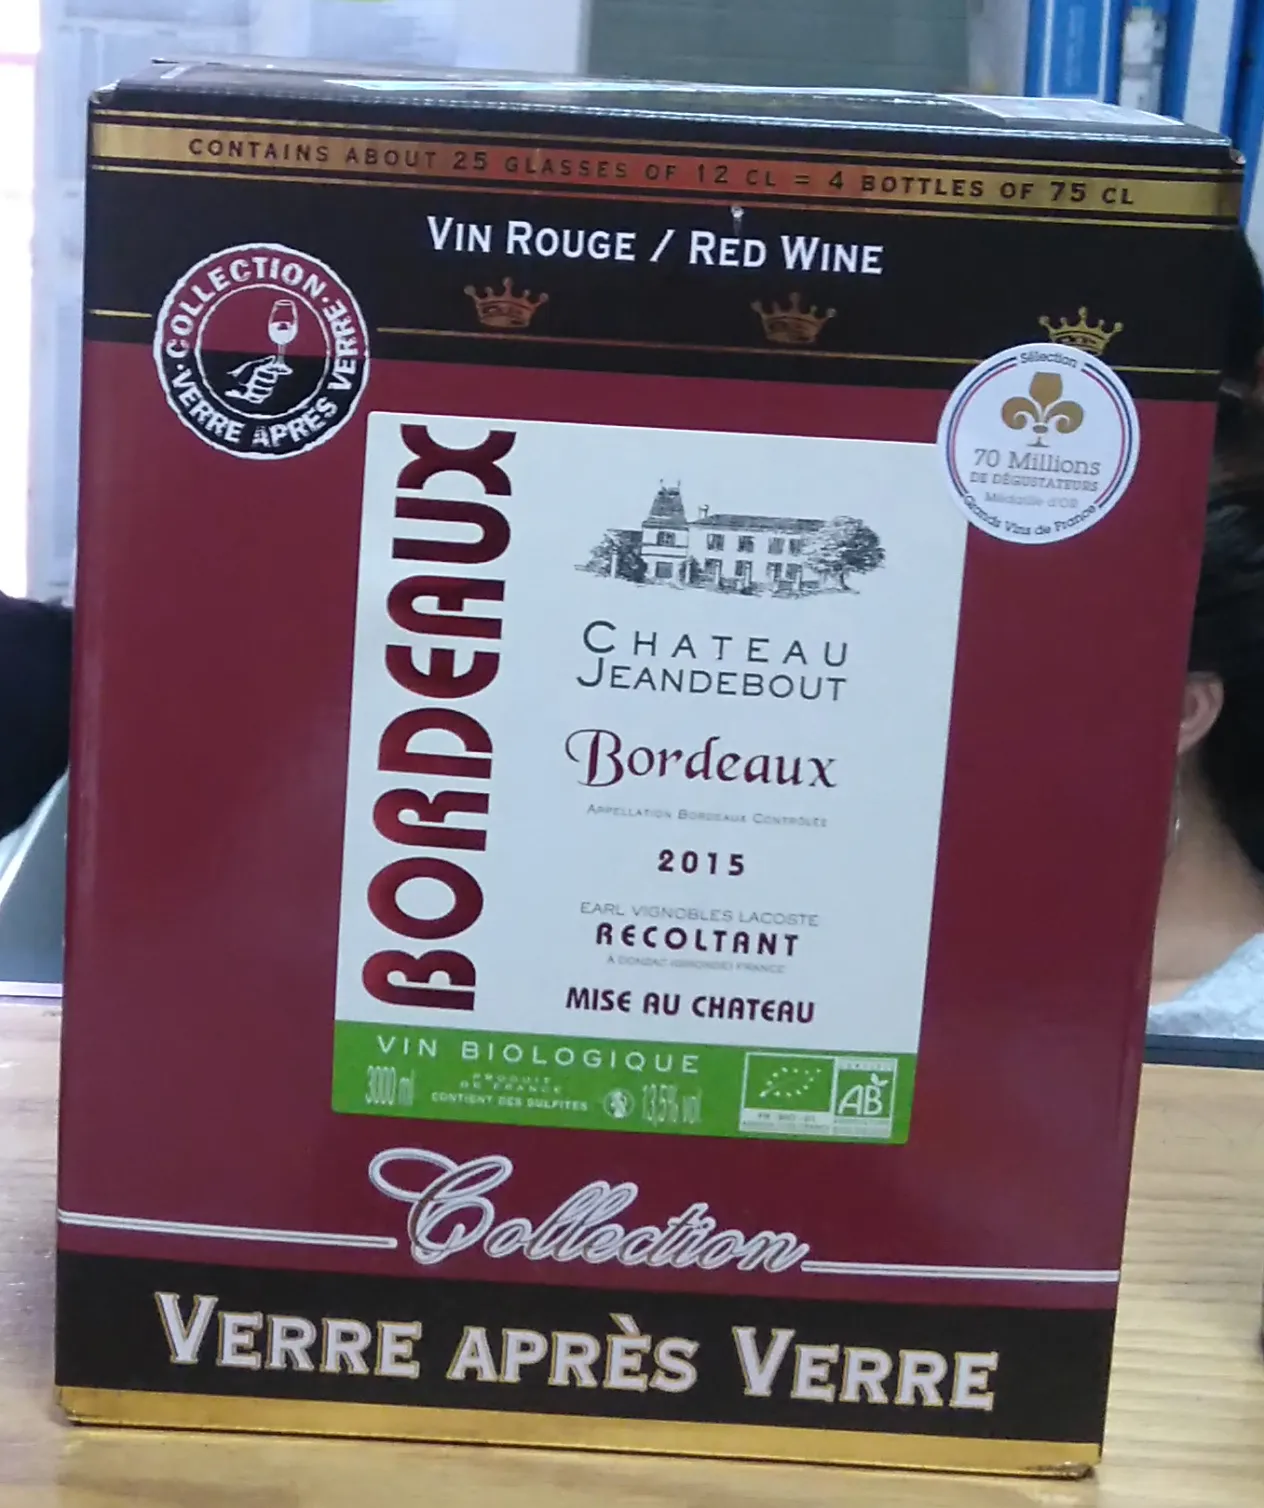 CONTAINS ABOUT 25 GLASSES OF 12 CL = 4 BOTTLES OF 75 CL
VIN ROUGE / RED WINE
COLLECTION
VERRE APRÈS VERRE
Sélection
70 Millions
DE DÉGUSTATEURS
Médaille d'OR
Grands Vins de France
BORDEAUX
CHATEAU
JEANDEBOUT
Bordeaux
APPELLATION BORDEAUX CONTRÔLÉE
2015
EARL VIGNOBLES LACOSTE
RECOLTANT
A DONZAC (GIRONDE) FRANCE
MISE AU CHATEAU
VIN BIOLOGIQUE
3000 ml
PRODUIT
DE FRANCE
CONTIENT DES SULFITES
13,5% vol
AB
Collection
VERRE APRÈS VERRE